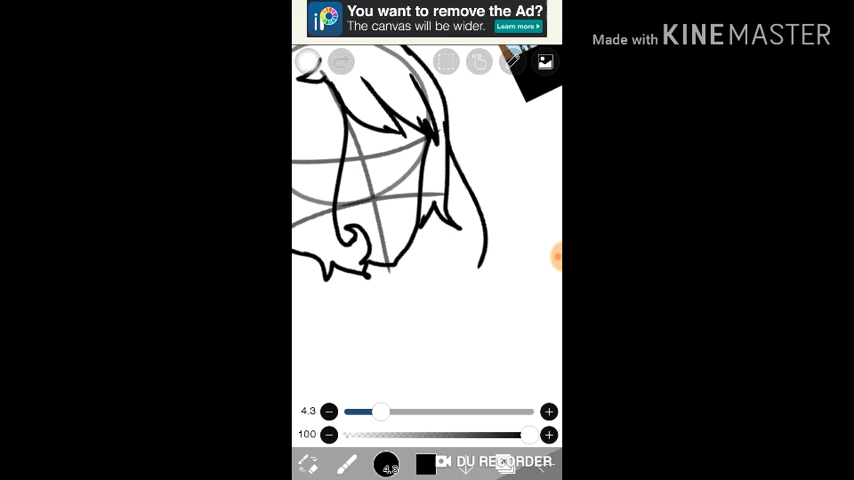 You want to remove the Ad?
The canvas will be wider.
Learn more
Made with KINEMASTER
4.3
100
4.3
DU RECORDER